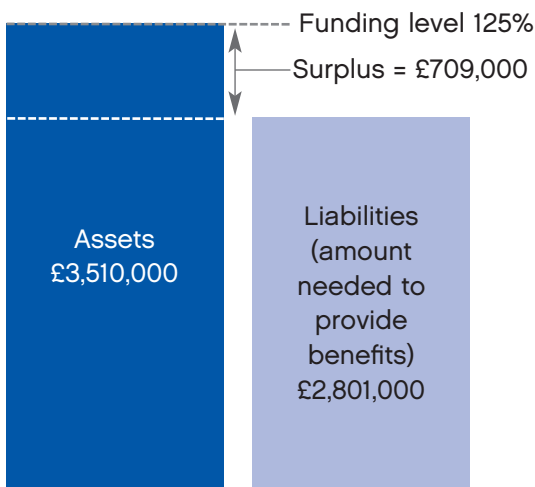 Funding level 125%
Surplus = £709,000
Assets
£3,510,000
Liabilities
(amount
needed to
provide
benefits)
£2,801,000